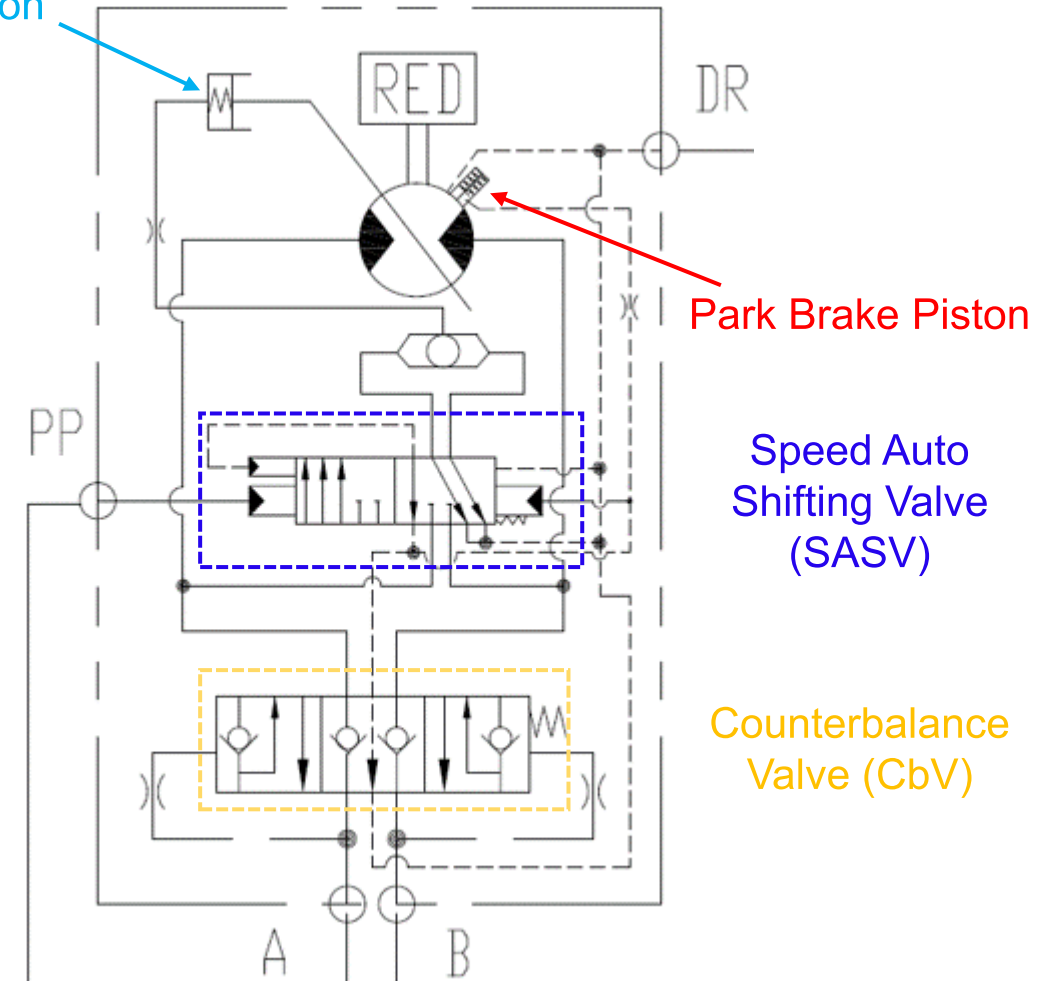 on
RED
DR
Park Brake Piston
PP
Speed Auto
Shifting Valve
(SASV)
Counterbalance
Valve (CbV)
A
B